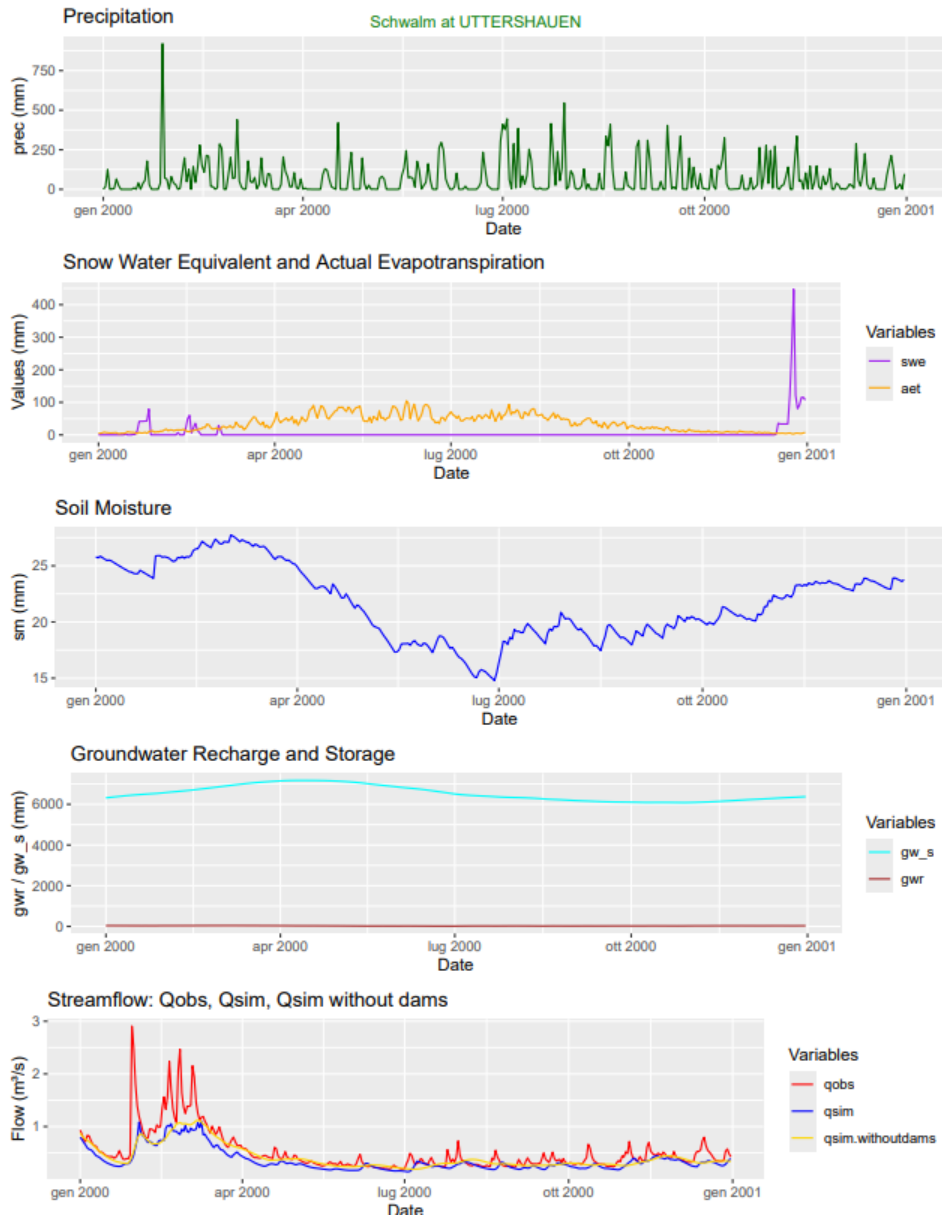 Precipitation
Schwalm at UTTERSHAUEN
prec (mm)
750
500
250
0
gen 2000
apr 2000
lug 2000
ott 2000
gen 2001
Date
Snow Water Equivalent and Actual Evapotranspiration
Values (mm)
400
300
200
100
0
gen 2000
apr 2000
lug 2000
ott 2000
gen 2001
Date
Variables
swe
aet
Soil Moisture
sm (mm)
25
20
15
gen 2000
apr 2000
lug 2000
ott 2000
gen 2001
Date
Groundwater Recharge and Storage
gwr / gw_s (mm)
6000
4000
2000
0
gen 2000
apr 2000
lug 2000
ott 2000
gen 2001
Date
Variables
gw_s
gwr
Streamflow: Qobs, Qsim, Qsim without dams
Flow (m³/s)
3
2
1
gen 2000
apr 2000
lug 2000
ott 2000
gen 2001
Date
Variables
qobs
qsim
qsim.withoutdams